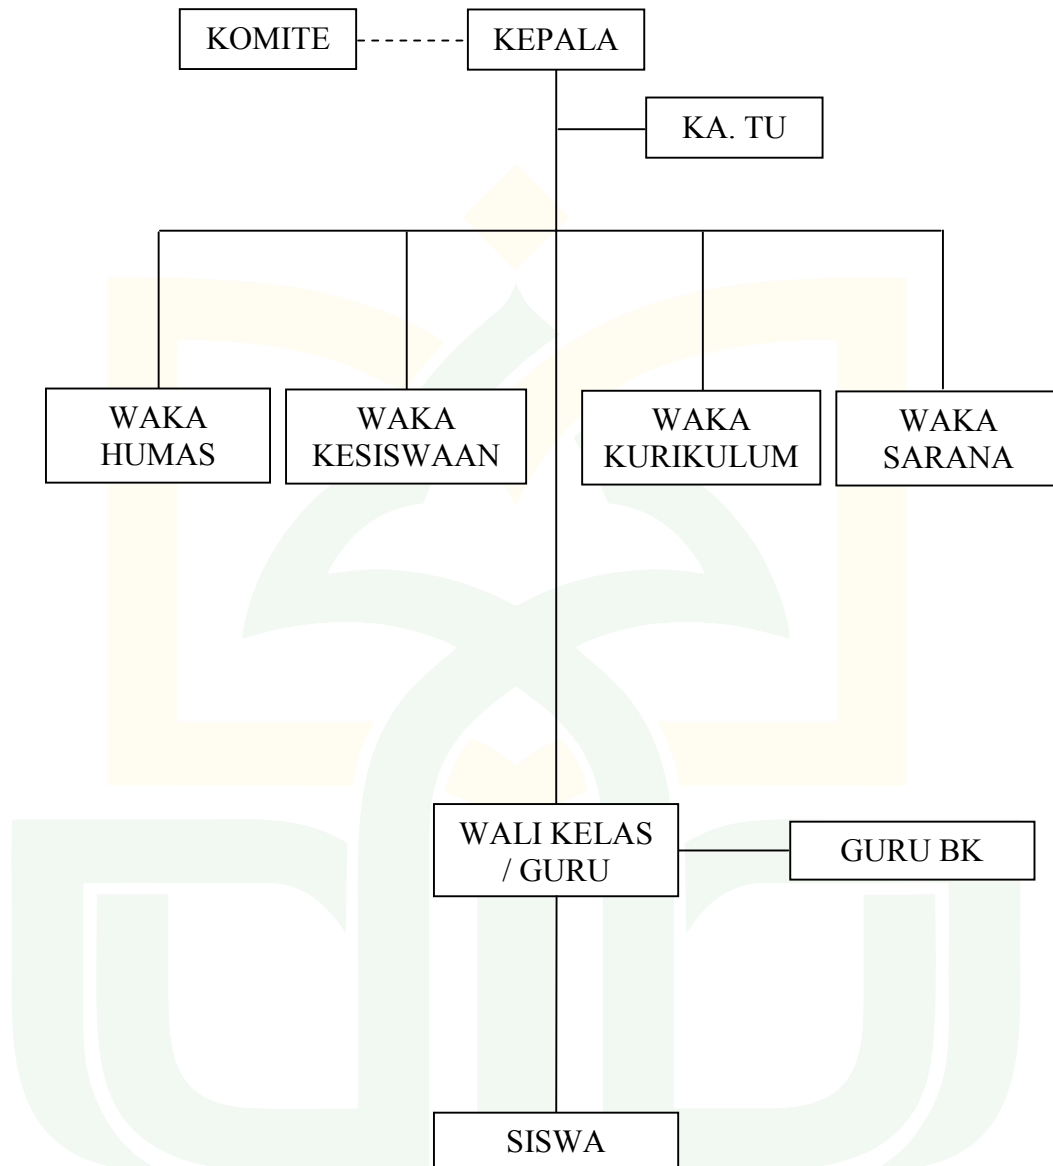 KOMITE
KEPALA
KA. TU
WAKA
HUMAS
WAKA
KESISWAAN
WAKA
KURIKULUM
WAKA
SARANA
WALI KELAS
/ GURU
GURU BK
SISWA